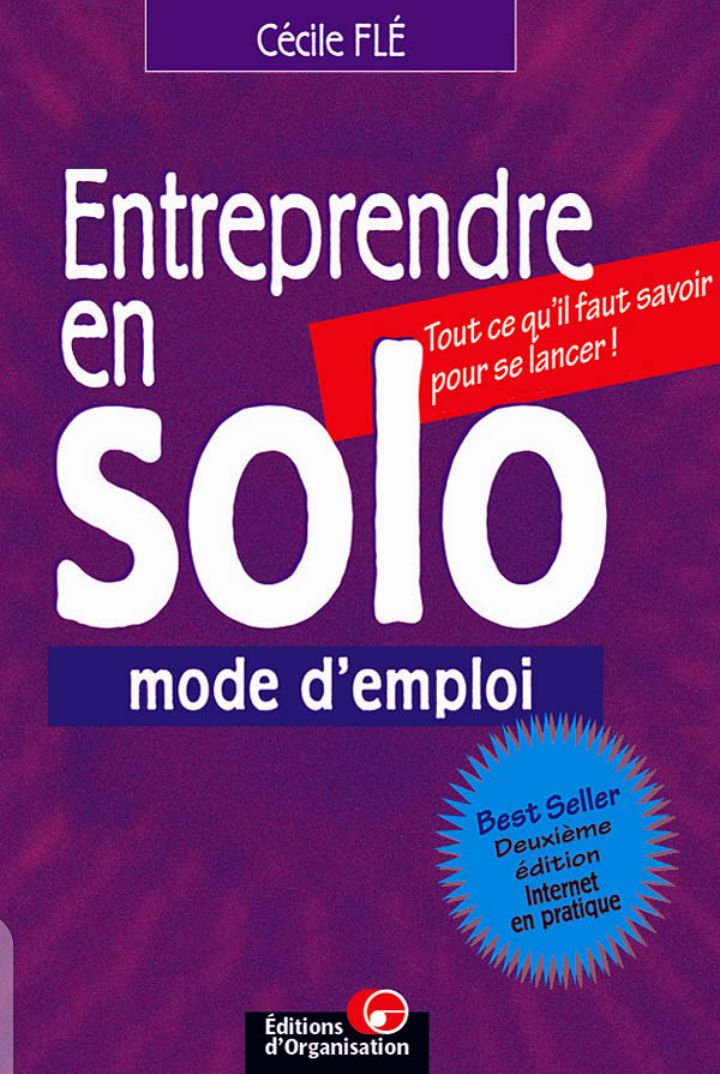 Cécile FLÉ
Entreprendre
en
Tout ce qu'il faut savoir
pour se lancer !
solo
mode d'emploi
Best Seller
Deuxième
édition
Internet
en pratique
Éditions
d'Organisation